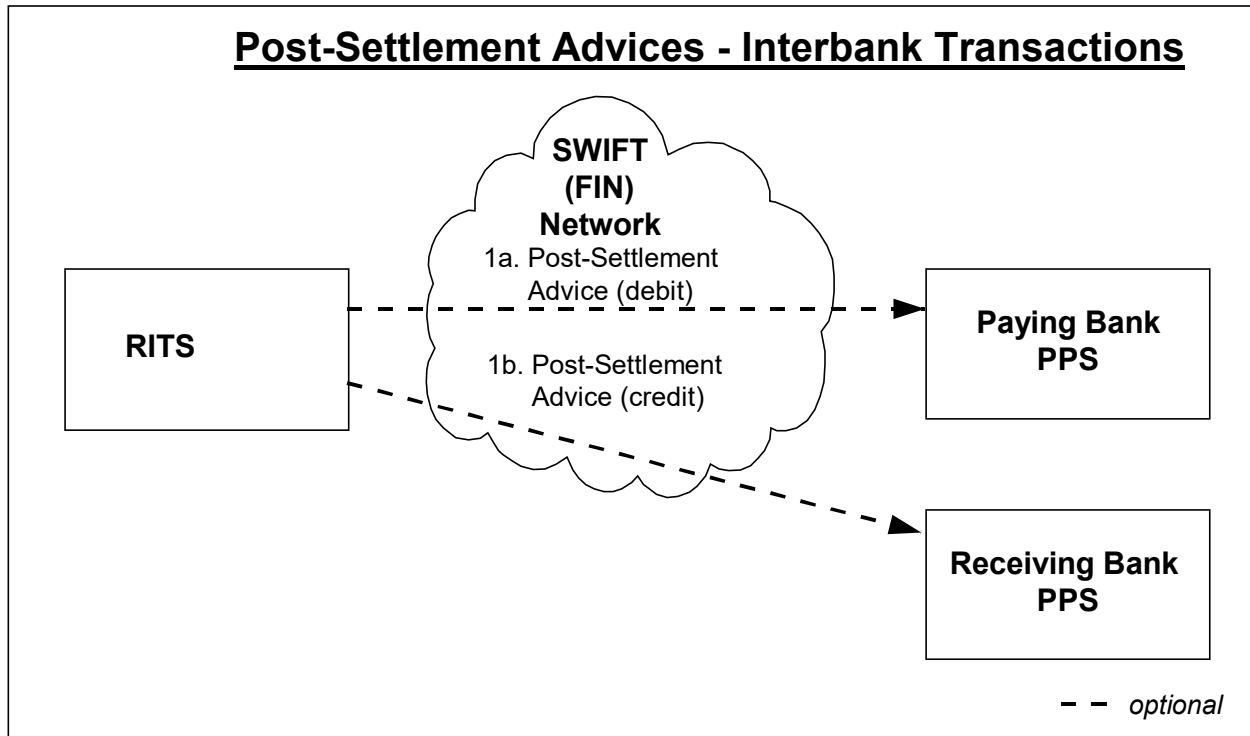 Post-Settlement Advices - Interbank Transactions
SWIFT
(FIN)
Network
1a. Post-Settlement
Advice (debit)
RITS
Paying Bank
PPS
1b. Post-Settlement
Advice (credit)
Receiving Bank
PPS
optional